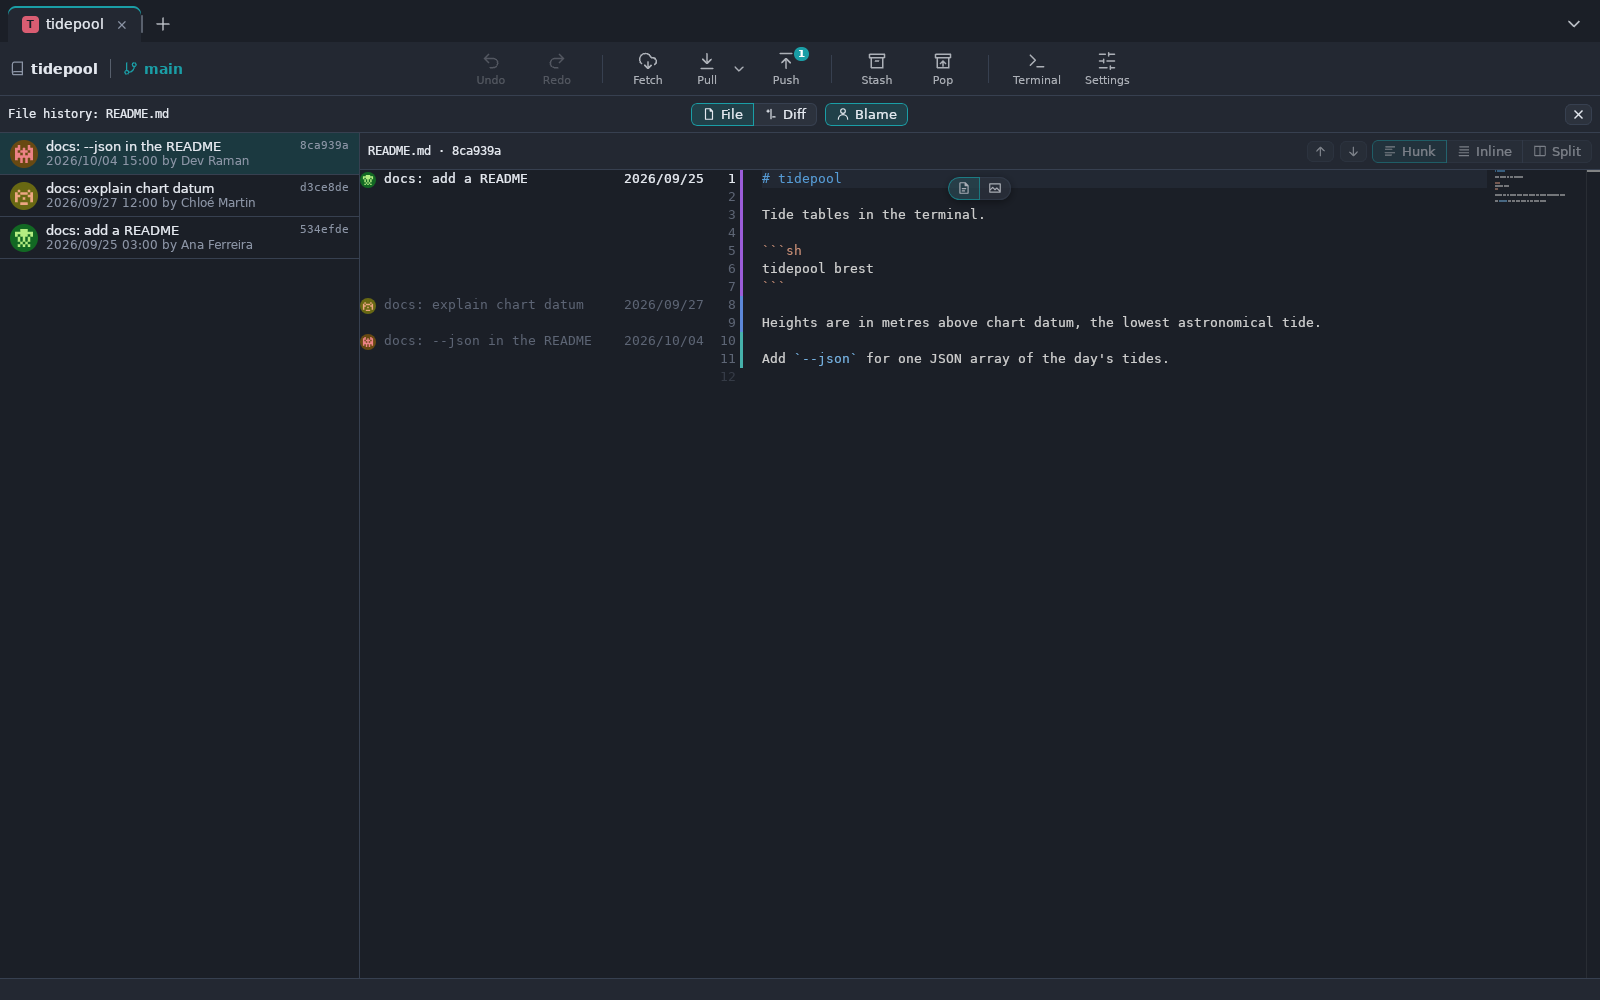 T tidepool
tidepool main
Undo Redo Fetch Pull Push 1 Stash Pop Terminal Settings
File history: README.md
File Diff Blame
docs: --json in the README 8ca939a
2026/10/04 15:00 by Dev Raman
docs: explain chart datum d3ce8de
2026/09/27 12:00 by Chloé Martin
docs: add a README 534efde
2026/09/25 03:00 by Ana Ferreira
README.md · 8ca939a
Hunk Inline Split
docs: add a README 2026/09/25 1 # tidepool
2
3 Tide tables in the terminal.
4
5 ```sh
6 tidepool brest
7 ```
docs: explain chart datum 2026/09/27 8
9 Heights are in metres above chart datum, the lowest astronomical tide.
docs: --json in the README 2026/10/04 10
11 Add `--json` for one JSON array of the day's tides.
12